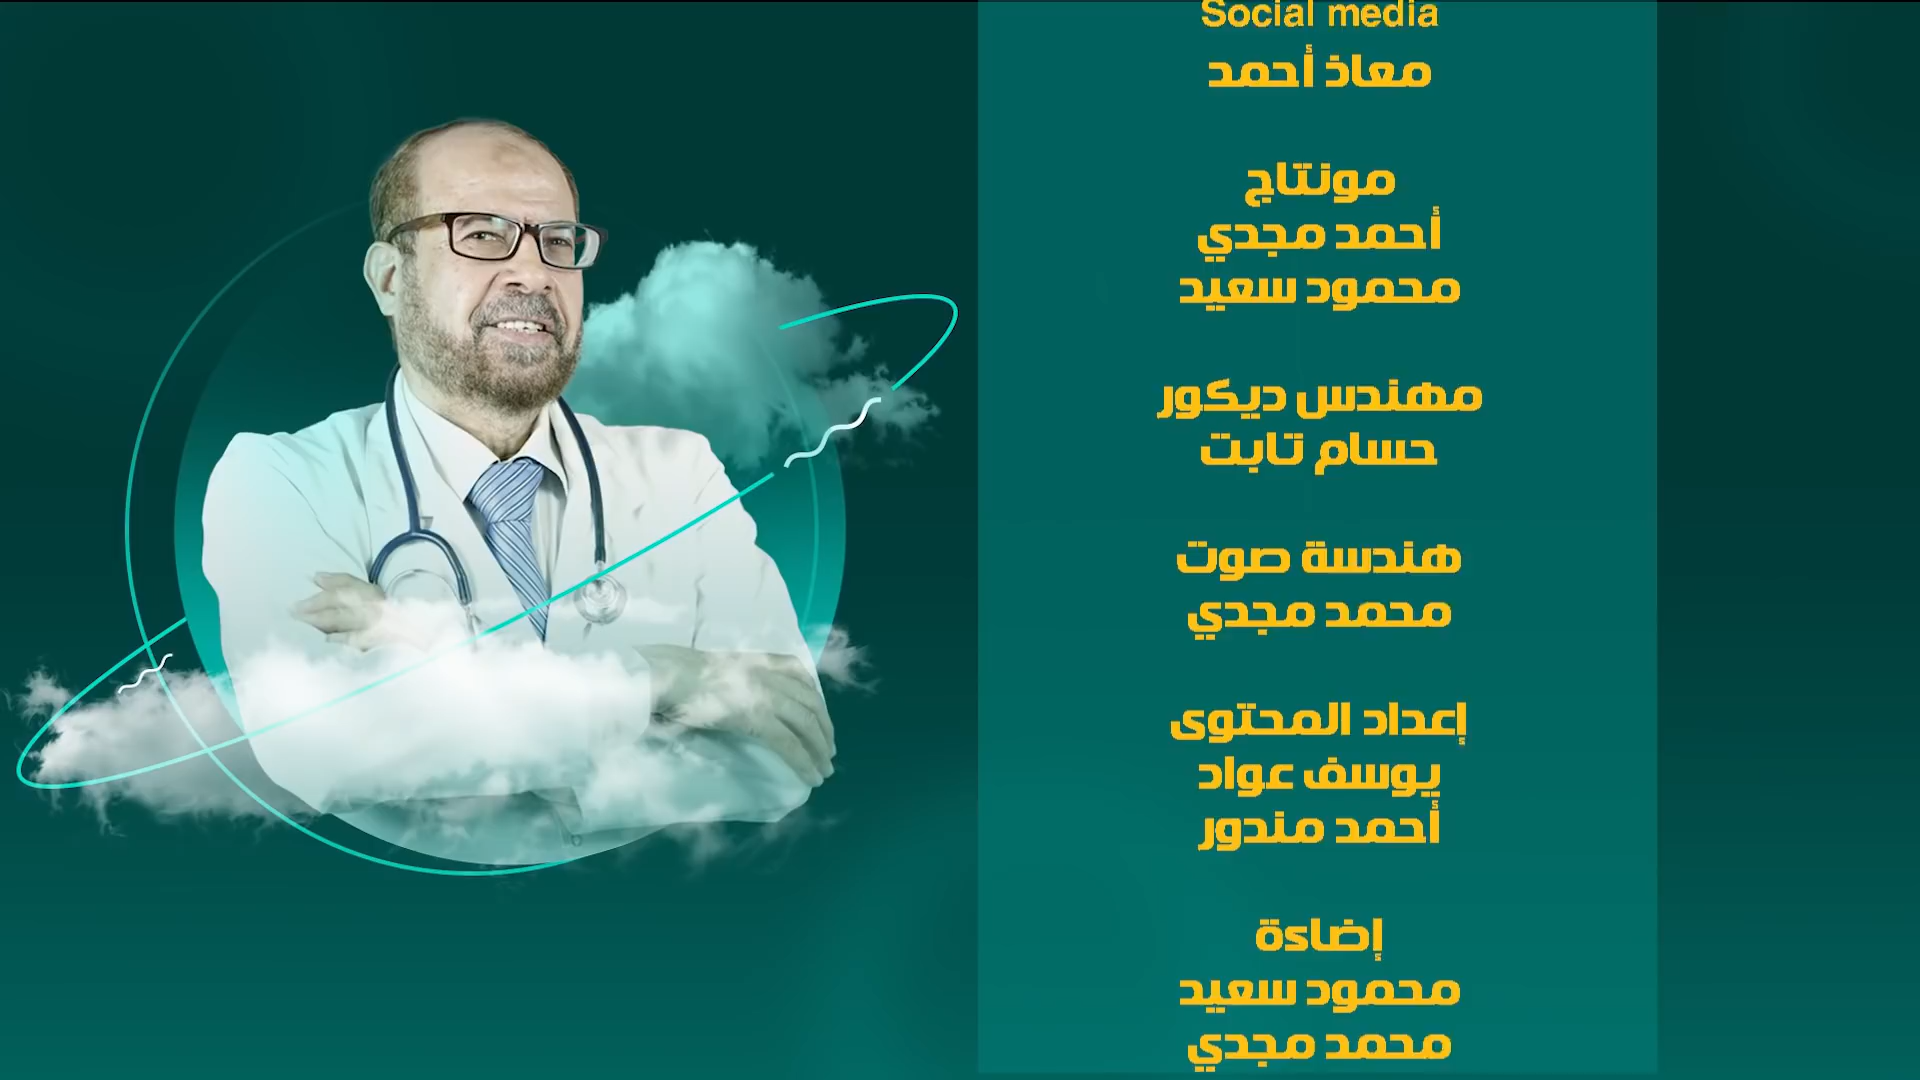 Social media
معاذ أحمد
مونتاج
أحمد مجدي
محمود سعيد
مهندس ديكور
حسام تابت
هندسة صوت
محمد مجدي
إعداد المحتوى
يوسف عواد
أحمد مندور
إضاءة
محمود سعيد
محمد مجدي